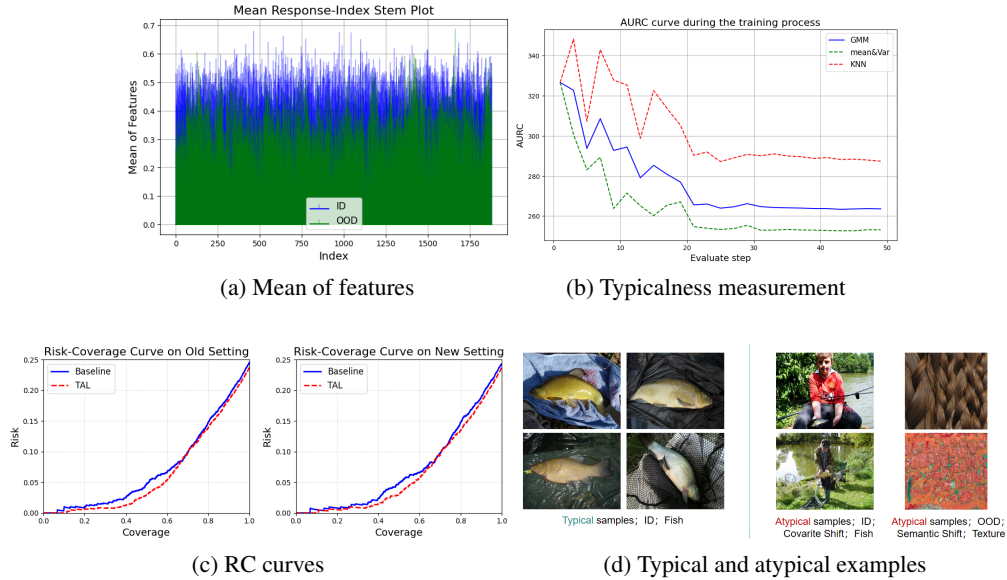 Mean Response-Index Stem Plot
0.7
0.6
0.5
0.4
0.3
0.2
0.1
0.0
Mean of Features
ID
OOD
0 250 500 750 1000 1250 1500 1750
Index
(a) Mean of features
AURC curve during the training process
GMM
mean&Var
KNN
340
320
300
280
260
AURC
0 10 20 30 40 50
Evaluate step
(b) Typicalness measurement
Risk-Coverage Curve on Old Setting
Baseline
TAL
0.25
0.20
0.15
0.10
0.05
0.00
Risk
0.0 0.2 0.4 0.6 0.8 1.0
Coverage
Risk-Coverage Curve on New Setting
Baseline
TAL
0.25
0.20
0.15
0.10
0.05
0.00
Risk
0.0 0.2 0.4 0.6 0.8 1.0
Coverage
(c) RC curves
Typical samples; ID; Fish
Atypical samples; ID;
Covarite Shift; Fish
Atypical samples; OOD;
Semantic Shift; Texture
(d) Typical and atypical examples